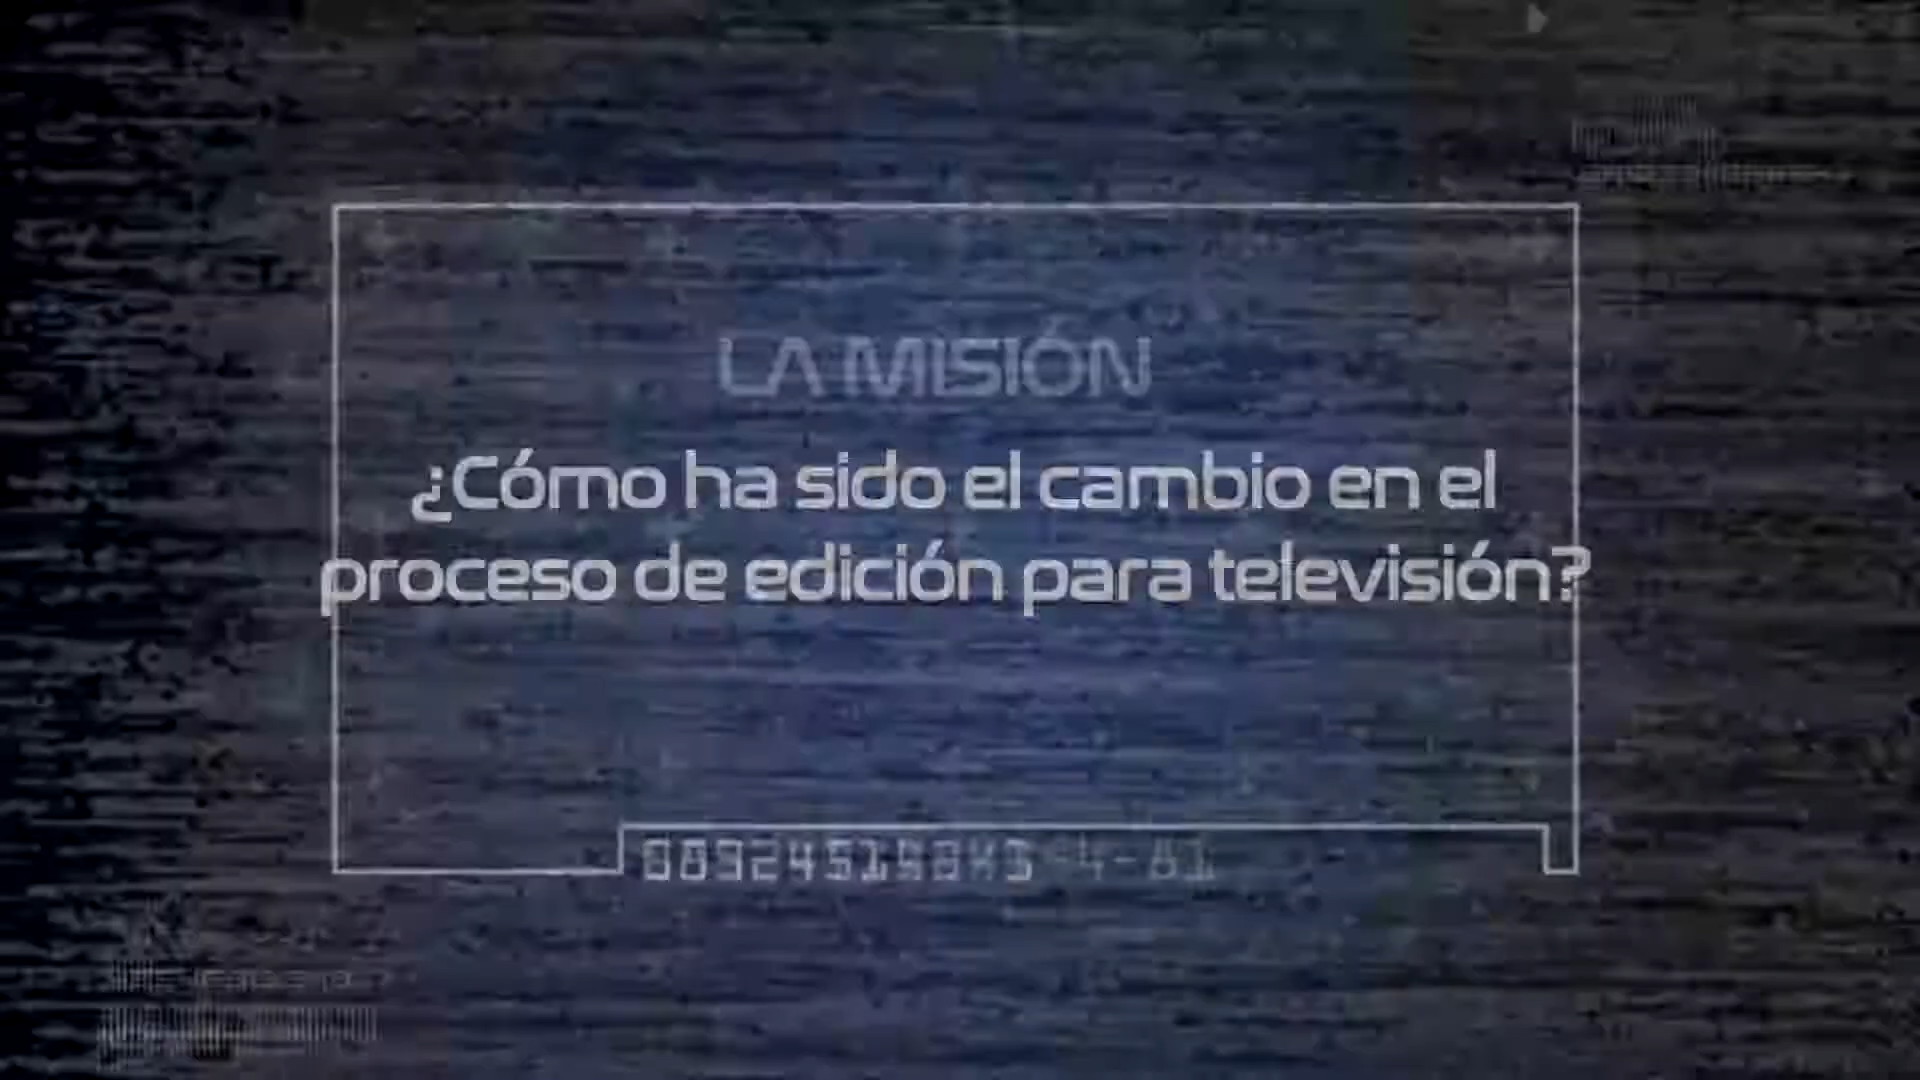 LA MISIÓN
¿Cómo ha sido el cambio en el
proceso de edición para televisión?